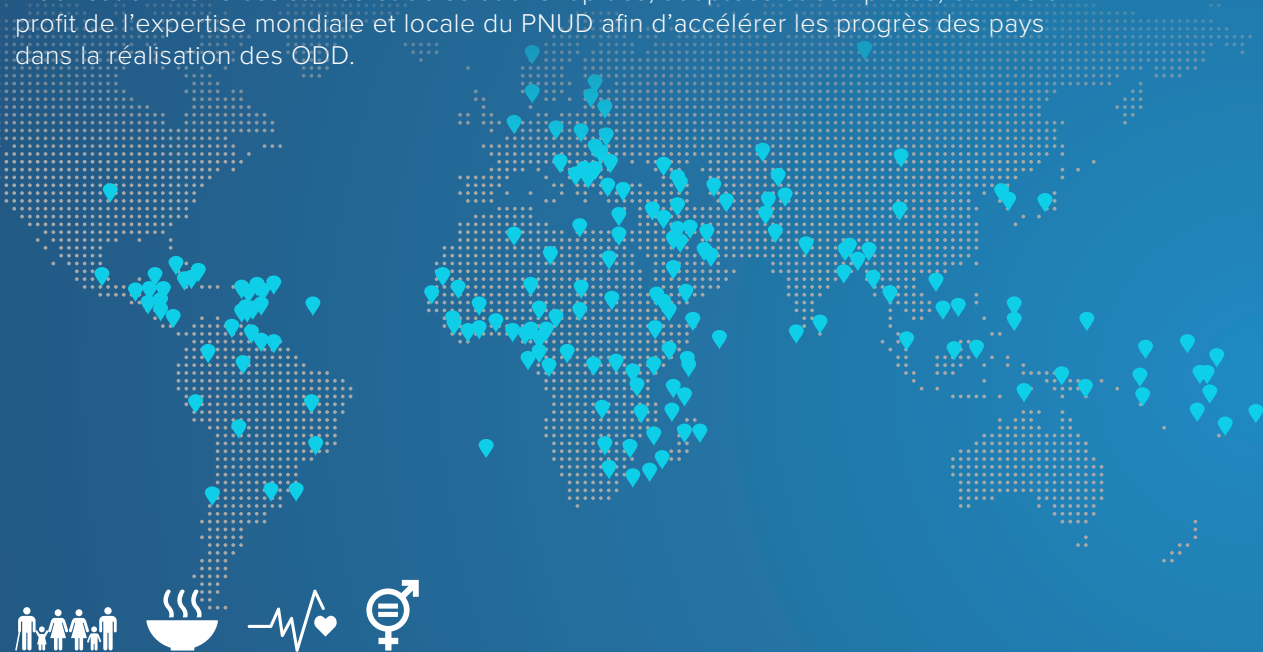 profit de l’expertise mondiale et locale du PNUD afin d’accélérer les progrès des pays
dans la réalisation des ODD.